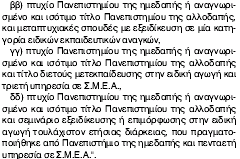 ββ) πτυχίο Πανεπιστημίου της ημεδαπής ή αναγνωρι-
σμένο και ισότιμο τίτλο Πανεπιστημίου της αλλοδαπής,
και μεταπτυχιακές σπουδές με εξειδίκευση σε μία κατη-
γορία ειδικών εκπαιδευτικών αναγκών,
γγ) πτυχίο Πανεπιστημίου της ημεδαπής ή αναγνωρι-
σμένο και ισότιμο τίτλο Πανεπιστημίου της αλλοδαπής
και τίτλο διετούς μετεκπαίδευσης στην ειδική αγωγή και
τριετή υπηρεσία σε Σ.Μ.Ε.Α.,
δδ) πτυχίο Πανεπιστημίου της ημεδαπής ή αναγνωρι-
σμένο και ισότιμο τίτλο Πανεπιστημίου της αλλοδαπής
και σεμινάριο εξειδίκευσης ή επιμόρφωσης στην ειδική
αγωγή τουλάχιστον ετήσιας διάρκειας, που πραγματο-
ποιήθηκε από Πανεπιστήμιο της ημεδαπής και πενταετή
υπηρεσία σε Σ.Μ.Ε.Α.".